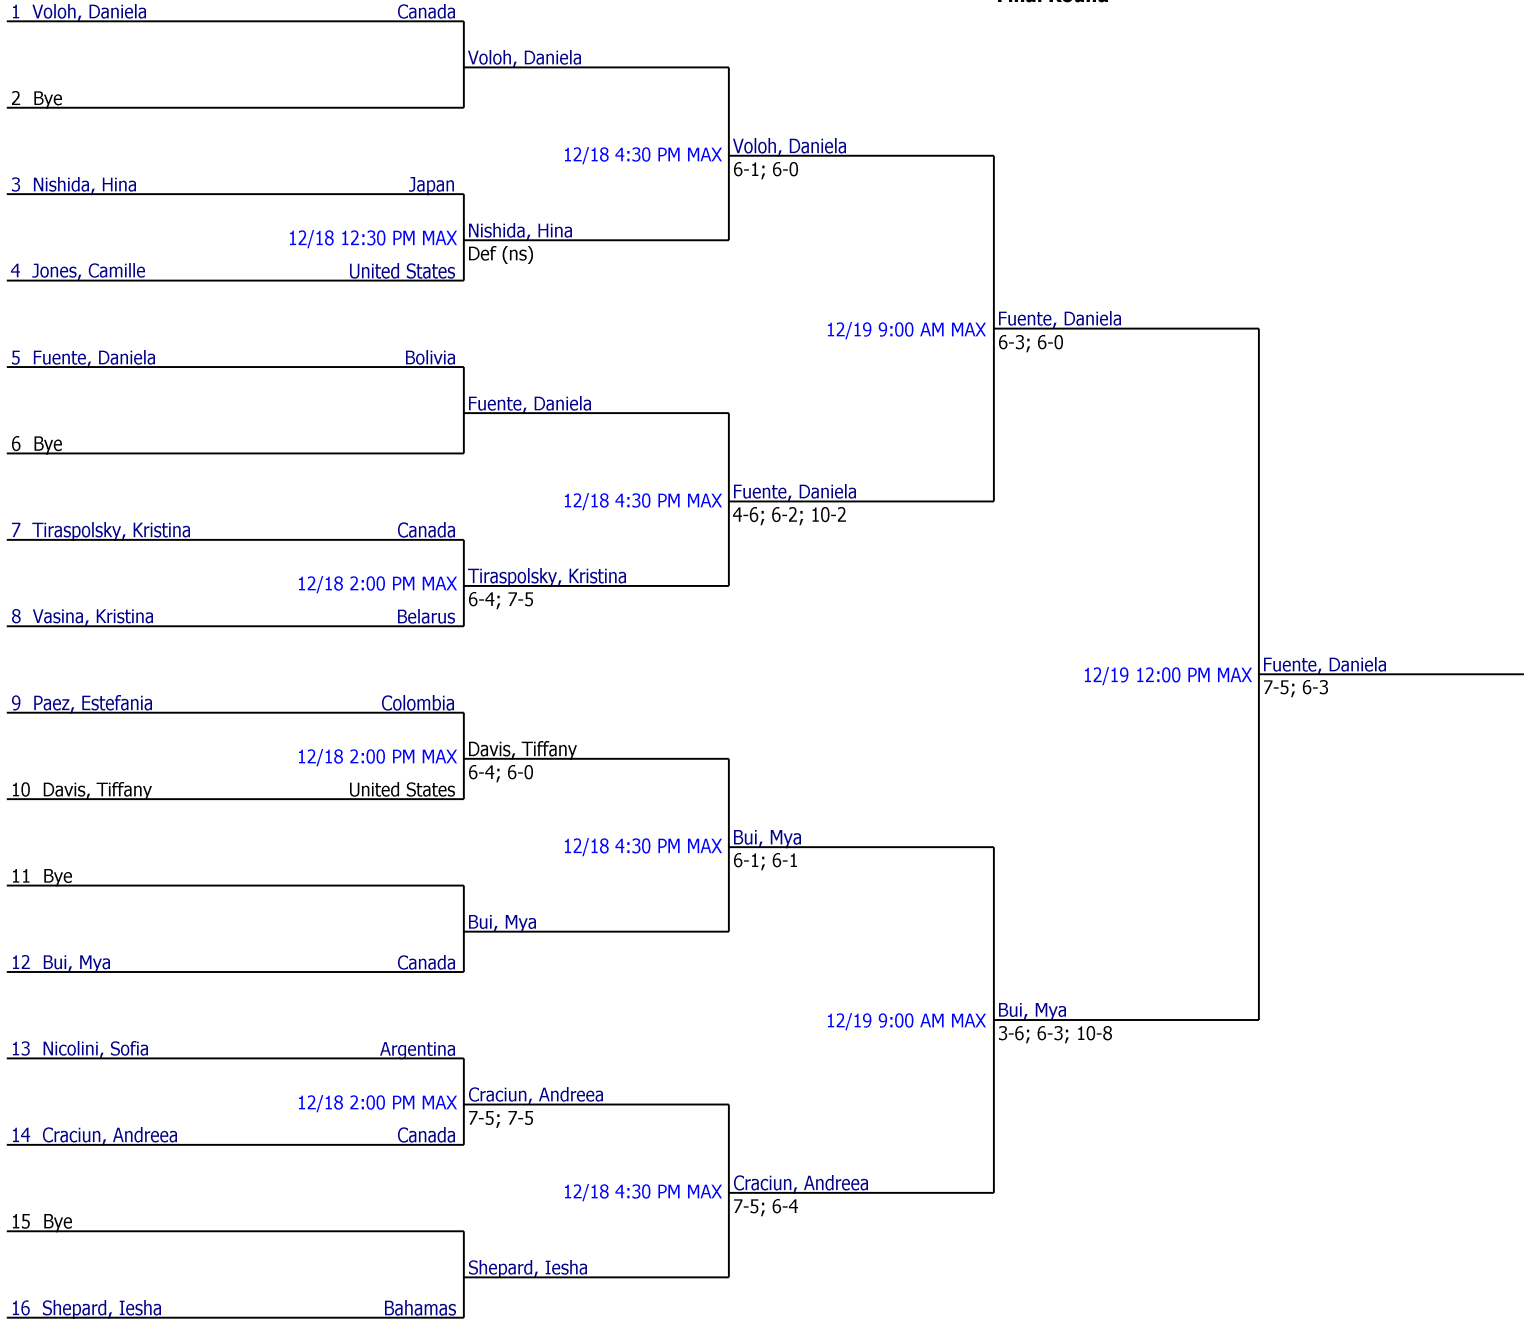 Final Round
1 Voloh, Daniela Canada
Voloh, Daniela
2 Bye
12/18 4:30 PM MAX Voloh, Daniela
6-1; 6-0
3 Nishida, Hina Japan
12/18 12:30 PM MAX Nishida, Hina
Def (ns)
4 Jones, Camille United States
12/19 9:00 AM MAX Fuente, Daniela
6-3; 6-0
5 Fuente, Daniela Bolivia
Fuente, Daniela
6 Bye
12/18 4:30 PM MAX Fuente, Daniela
4-6; 6-2; 10-2
7 Tiraspolsky, Kristina Canada
12/18 2:00 PM MAX Tiraspolsky, Kristina
6-4; 7-5
8 Vasina, Kristina Belarus
12/19 12:00 PM MAX Fuente, Daniela
7-5; 6-3
9 Paez, Estefania Colombia
12/18 2:00 PM MAX Davis, Tiffany
6-4; 6-0
10 Davis, Tiffany United States
12/18 4:30 PM MAX Bui, Mya
6-1; 6-1
11 Bye
Bui, Mya
12 Bui, Mya Canada
12/19 9:00 AM MAX Bui, Mya
3-6; 6-3; 10-8
13 Nicolini, Sofia Argentina
12/18 2:00 PM MAX Craciun, Andreea
7-5; 7-5
14 Craciun, Andreea Canada
12/18 4:30 PM MAX Craciun, Andreea
7-5; 6-4
15 Bye
Shepard, Iesha
16 Shepard, Iesha Bahamas